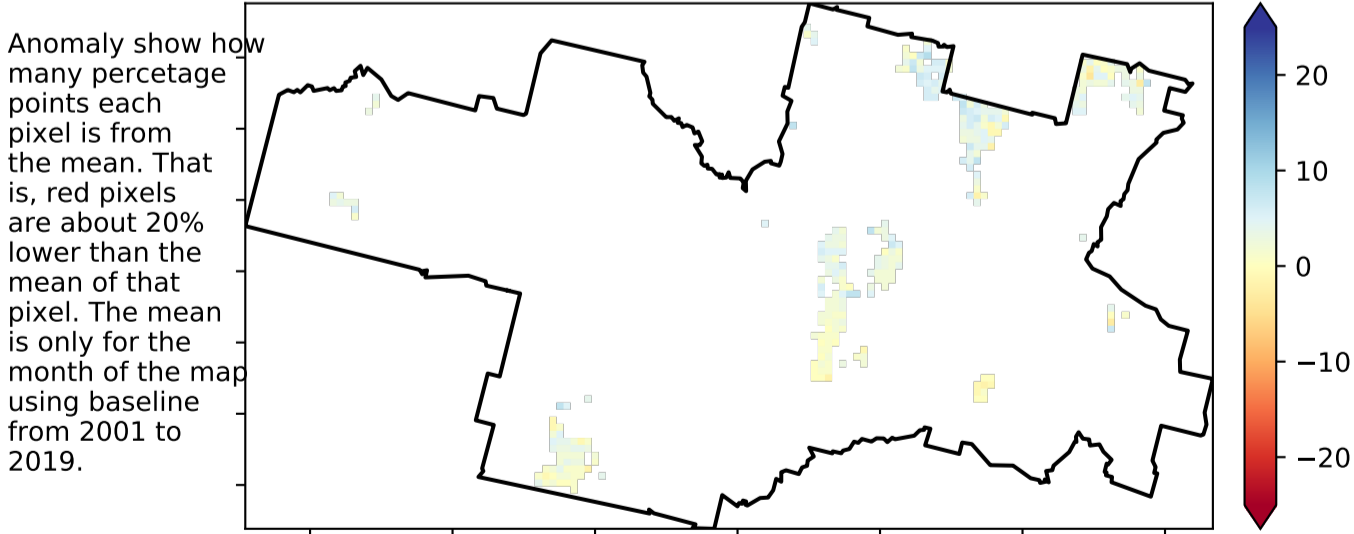 Anomaly show how
many percetage
points each
pixel is from
the mean. That
is, red pixels
are about 20%
lower than the
mean of that
pixel. The mean
is only for the
month of the map
using baseline
from 2001 to
2019.
20
10
0
−10
−20